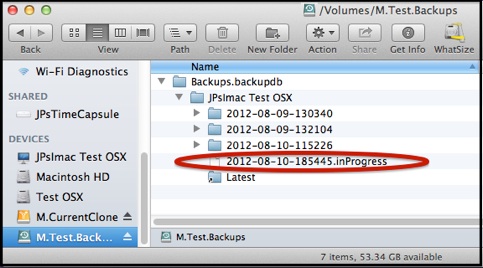 /Volumes/M.Test.Backups
Back View Path Delete New Folder Action Share Get Info WhatSize
Name
Wi-Fi Diagnostics
SHARED
JPsTimeCapsule
DEVICES
JPsImac Test OSX
Macintosh HD
Test OSX
M.CurrentClone
M.Test.Back...
Backups.backupdb
JPsImac Test OSX
2012-08-09-130340
2012-08-09-132104
2012-08-10-115226
2012-08-10-185445.inProgress
Latest
M.Test.Backups
7 items, 53.34 GB available